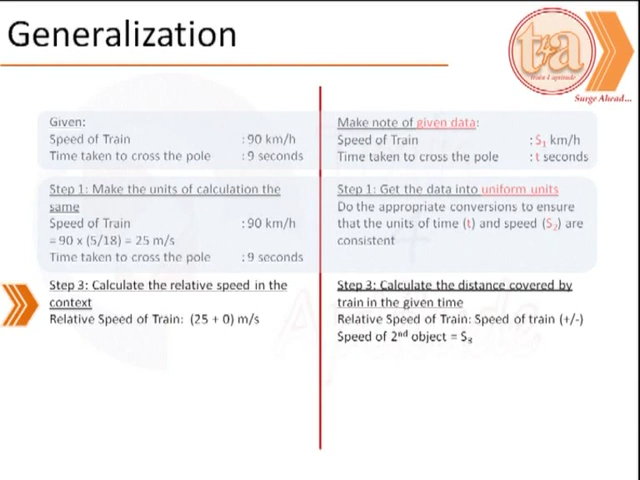 Generalization
t4a
train 4 aptitude
Surge Ahead...
Given:
Speed of Train : 90 km/h
Time taken to cross the pole : 9 seconds
Step 1: Make the units of calculation the
same
Speed of Train : 90 km/h
= 90 x (5/18) = 25 m/s
Time taken to cross the pole : 9 seconds
Step 3: Calculate the relative speed in the
context
Relative Speed of Train: (25 + 0) m/s
Make note of given data:
Speed of Train : S₁ km/h
Time taken to cross the pole : t seconds
Step 1: Get the data into uniform units
Do the appropriate conversions to ensure
that the units of time (t) and speed (S₂) are
consistent
Step 3: Calculate the distance covered by
train in the given time
Relative Speed of Train: Speed of train (+/-)
Speed of 2nd object = S₃